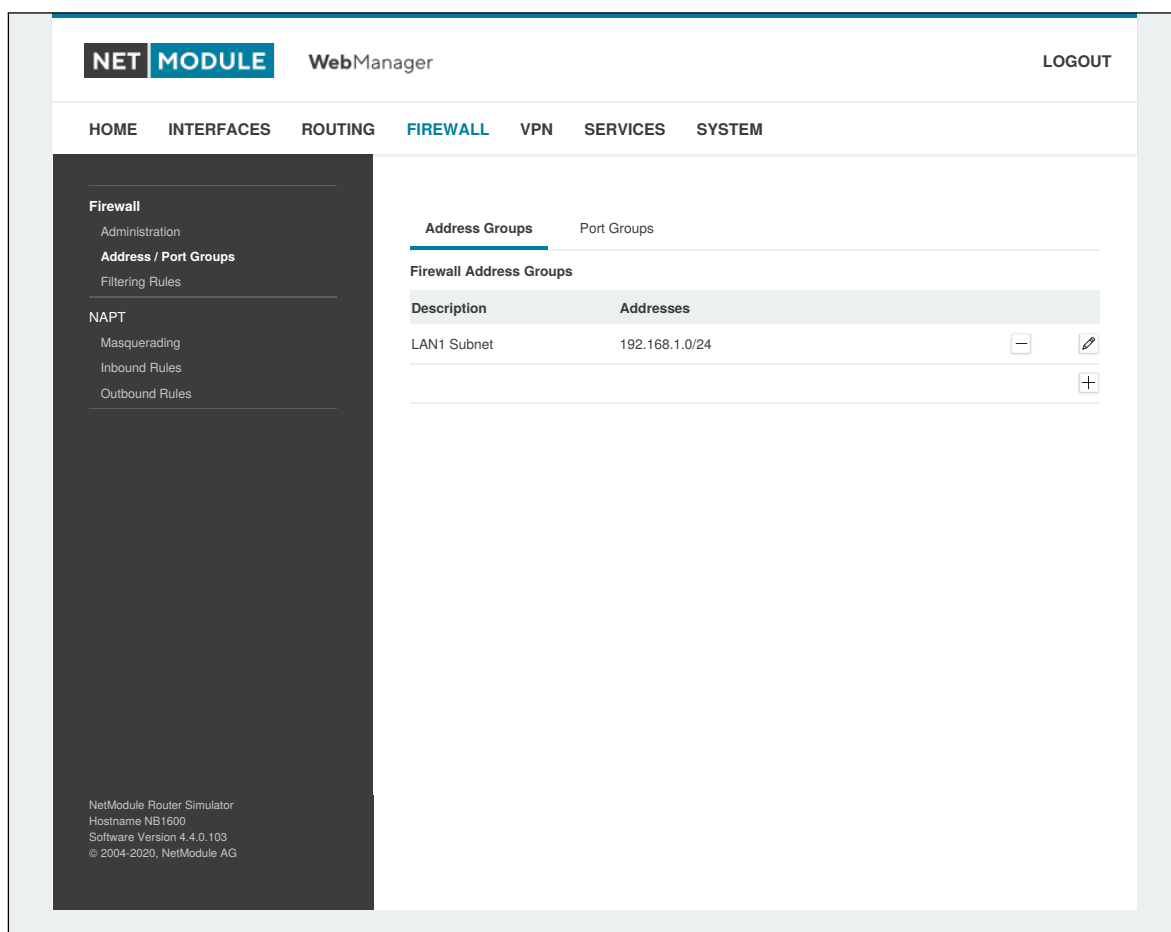 NET MODULE WebManager LOGOUT
HOME INTERFACES ROUTING FIREWALL VPN SERVICES SYSTEM
Firewall
Administration
Address / Port Groups
Filtering Rules
NAPT
Masquerading
Inbound Rules
Outbound Rules
NetModule Router Simulator
Hostname NB1600
Software Version 4.4.0.103
© 2004-2020, NetModule AG
Address Groups Port Groups
Firewall Address Groups
Description Addresses
LAN1 Subnet 192.168.1.0/24